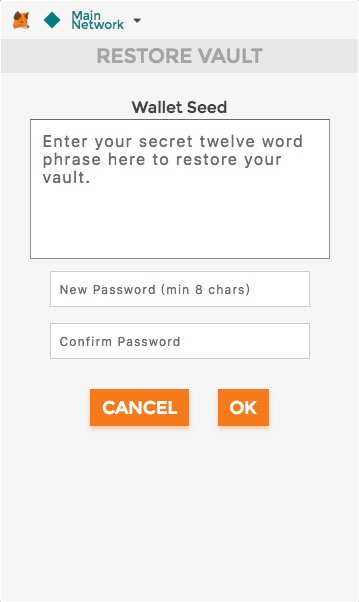 Main
Network
RESTORE VAULT
Wallet Seed
Enter your secret twelve word
phrase here to restore your
vault.
New Password (min 8 chars)
Confirm Password
CANCEL OK